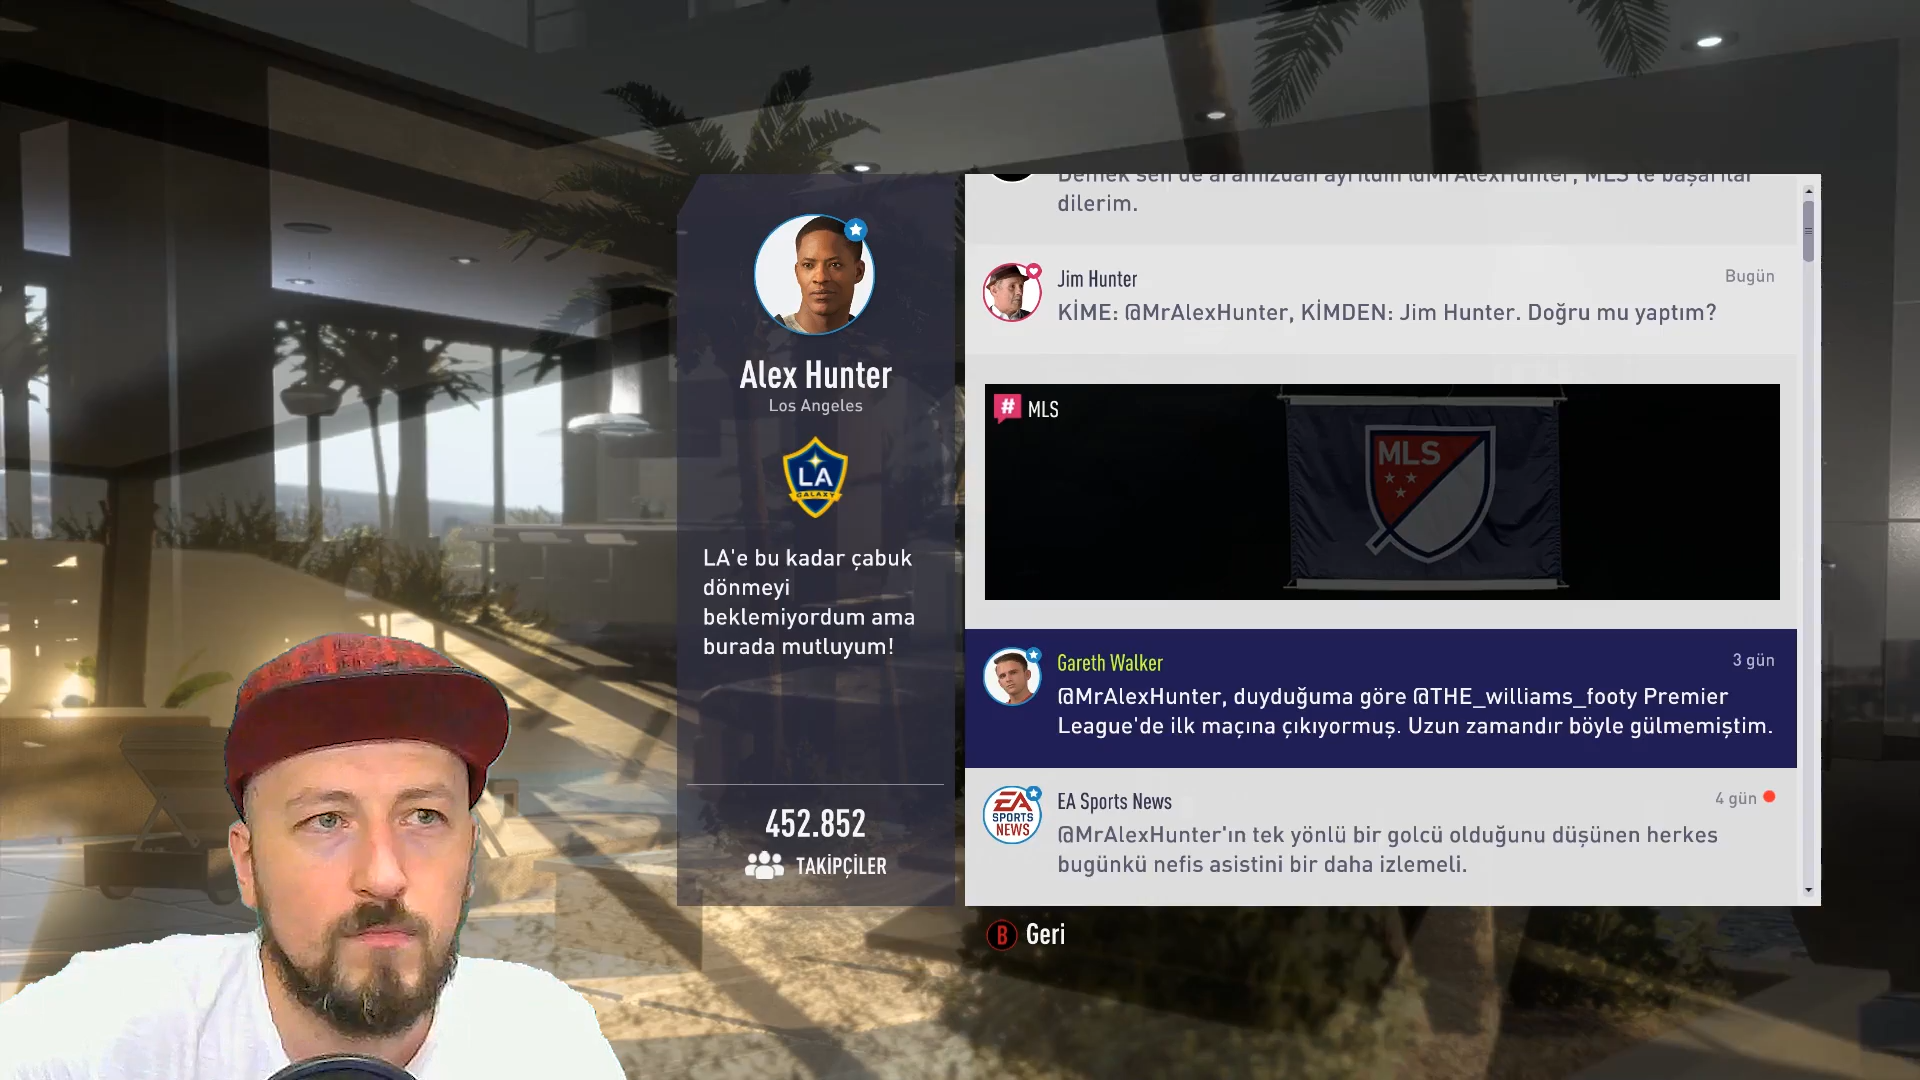 Alex Hunter
Los Angeles
LA
GALAXY
LA'e bu kadar çabuk
dönmeyi
beklemiyordum ama
burada mutluyum!
452.852
TAKİPÇİLER
dilerim.
Jim Hunter
Bugün
KİME: @MrAlexHunter, KİMDEN: Jim Hunter. Doğru mu yaptım?
# MLS
MLS
Gareth Walker
3 gün
@MrAlexHunter, duyduğuma göre @THE_williams_footy Premier
League'de ilk maçına çıkıyormuş. Uzun zamandır böyle gülmemiştim.
EA SPORTS NEWS
EA Sports News
4 gün
@MrAlexHunter'ın tek yönlü bir golcü olduğunu düşünen herkes
bugünkü nefis asistini bir daha izlemeli.
B Geri